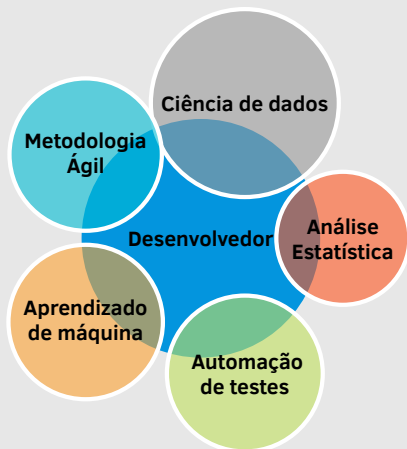 Ciência de dados
Metodologia
Ágil
Desenvolvedor
Análise
Estatística
Aprendizado
de máquina
Automação
de testes